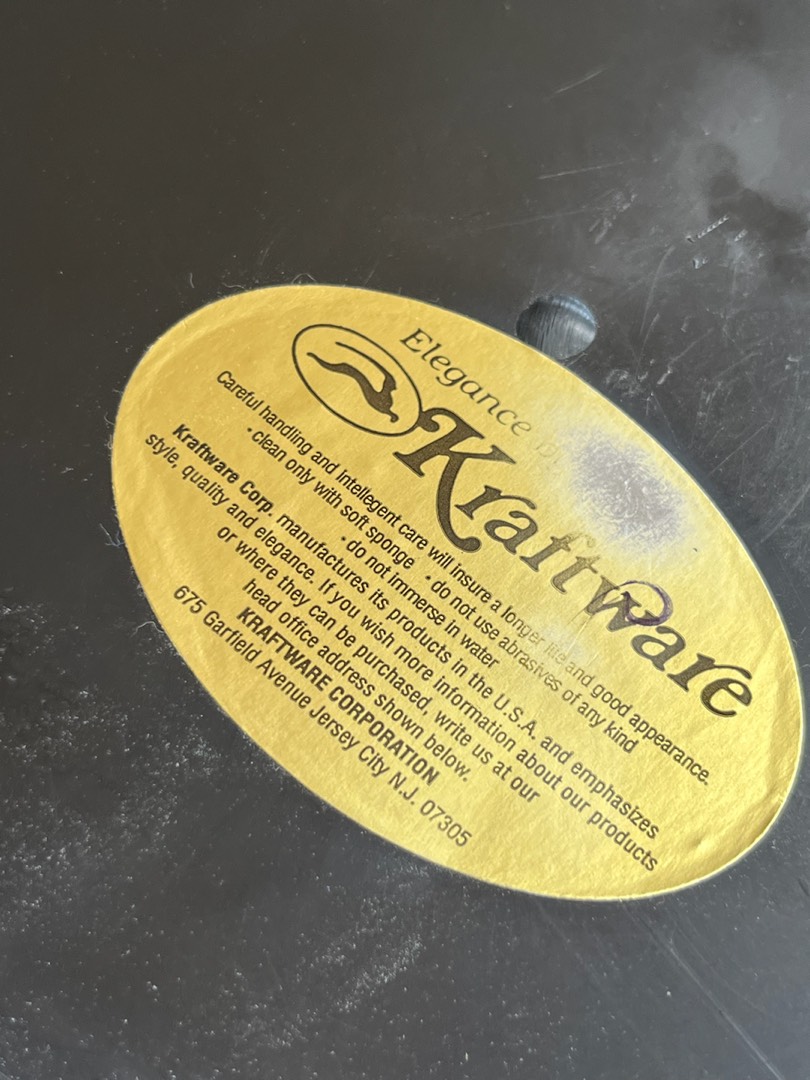 Elegance
Kraftware
Careful handling and intellegent care will insure a longer life and good appearance.
•clean only with soft sponge •do not use abrasives of any kind
•do not immerse in water
Kraftware Corp. manufactures its products in the U.S.A. and emphasizes
style, quality and elegance. If you wish more information about our products
or where they can be purchased, write us at our
head office address shown below.
KRAFTWARE CORPORATION
675 Garfield Avenue Jersey City N.J. 07305